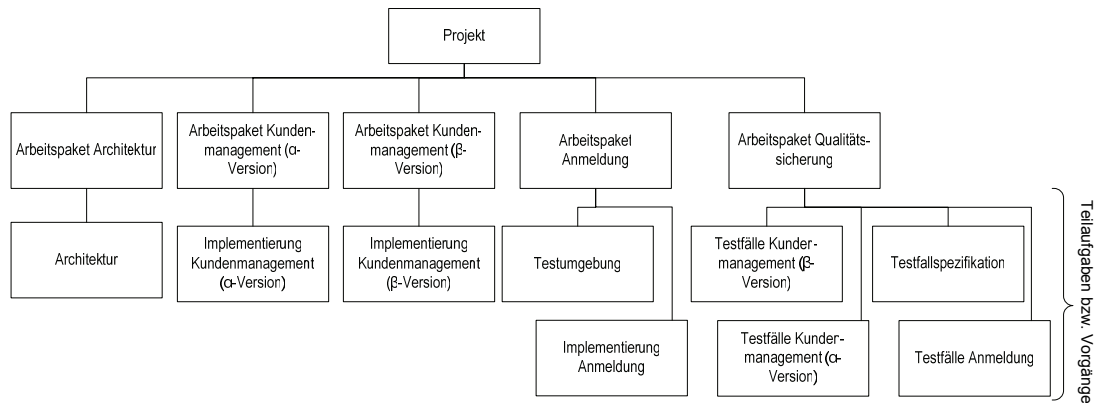 Projekt
Arbeitspaket Architektur
Arbeitspaket Kunden-
management (α-
Version)
Arbeitspaket Kunden-
management (β-
Version)
Arbeitspaket
Anmeldung
Arbeitspaket Qualitäts-
sicherung
Architektur
Implementierung
Kundenmanagement
(α-Version)
Implementierung
Kundenmanagement
(β-Version)
Testumgebung
Testfälle Kunder-
management (β-
Version)
Testfallspezifikation
Implementierung
Anmeldung
Testfälle Kunder-
management (α-
Version)
Testfälle Anmeldung
Teilaufgaben bzw. Vorgänge